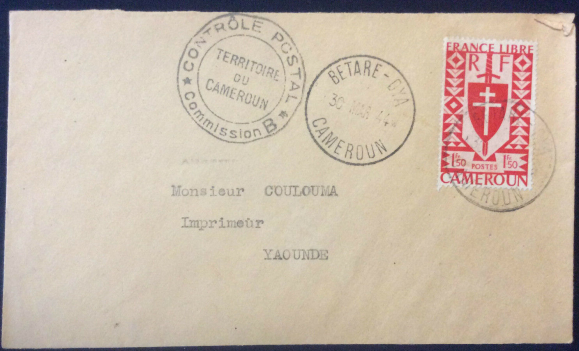 CONTRÔLE POSTAL
TERRITOIRE
DU
CAMEROUN
Commission B
BETARE-OYA
30 MAR 44
CAMEROUN
FRANCE LIBRE
R F
1F50 POSTES 1F50
CAMEROUN
CAMEROUN
Monsieur COULOUMA
Imprimeur
YAOUNDE